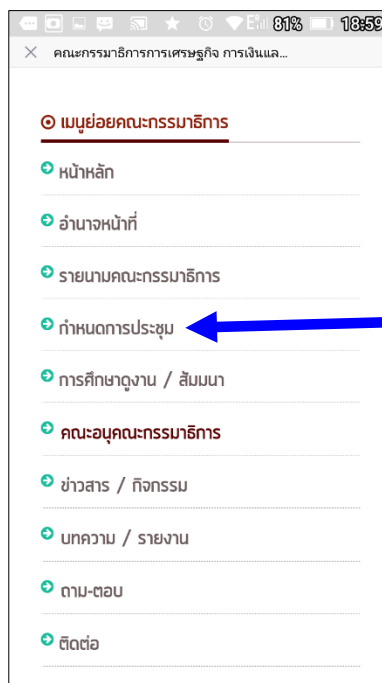 81% 18:59
คณะกรรมาธิการการเศรษฐกิจ การเงินแล...
เมนูย่อยคณะกรรมาธิการ
หน้าหลัก
อำนาจหน้าที่
รายนามคณะกรรมาธิการ
กำหนดการประชุม
การศึกษาดูงาน / สัมมนา
คณะอนุคณะกรรมาธิการ
ข่าวสาร / กิจกรรม
บทความ / รายงาน
ถาม-ตอบ
ติดต่อ